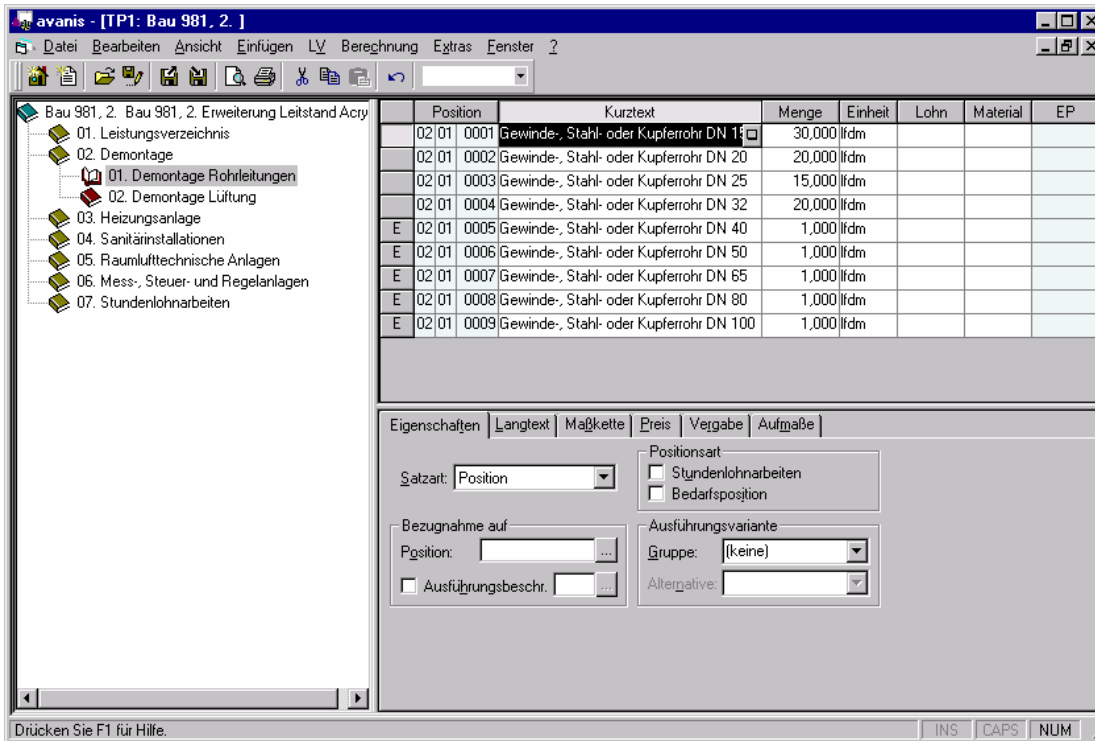 avanis - [TP1: Bau 981, 2. ]
Datei Bearbeiten Ansicht Einfügen LV Berechnung Extras Fenster ?
Bau 981, 2. Bau 981, 2. Erweiterung Leitstand Acry
01. Leistungsverzeichnis
02. Demontage
01. Demontage Rohrleitungen
02. Demontage Lüftung
03. Heizungsanlage
04. Sanitärinstallationen
05. Raumlufttechnische Anlagen
06. Mess-, Steuer- und Regelanlagen
07. Stundenlohnarbeiten
Position Kurztext Menge Einheit Lohn Material EP
02 01 0001 Gewinde-, Stahl- oder Kupferrohr DN 15 30,000 lfdm
02 01 0002 Gewinde-, Stahl- oder Kupferrohr DN 20 20,000 lfdm
02 01 0003 Gewinde-, Stahl- oder Kupferrohr DN 25 15,000 lfdm
02 01 0004 Gewinde-, Stahl- oder Kupferrohr DN 32 20,000 lfdm
E 02 01 0005 Gewinde-, Stahl- oder Kupferrohr DN 40 1,000 lfdm
E 02 01 0006 Gewinde-, Stahl- oder Kupferrohr DN 50 1,000 lfdm
E 02 01 0007 Gewinde-, Stahl- oder Kupferrohr DN 65 1,000 lfdm
E 02 01 0008 Gewinde-, Stahl- oder Kupferrohr DN 80 1,000 lfdm
E 02 01 0009 Gewinde-, Stahl- oder Kupferrohr DN 100 1,000 lfdm
Eigenschaften Langtext Maßkette Preis Vergabe Aufmaße
Satzart: Position
Positionsart
Stundenlohnarbeiten
Bedarfsposition
Bezugnahme auf
Position: ...
Ausführungsbeschr. ...
Ausführungsvariante
Gruppe: (keine)
Alternative:
Drücken Sie F1 für Hilfe. INS CAPS NUM